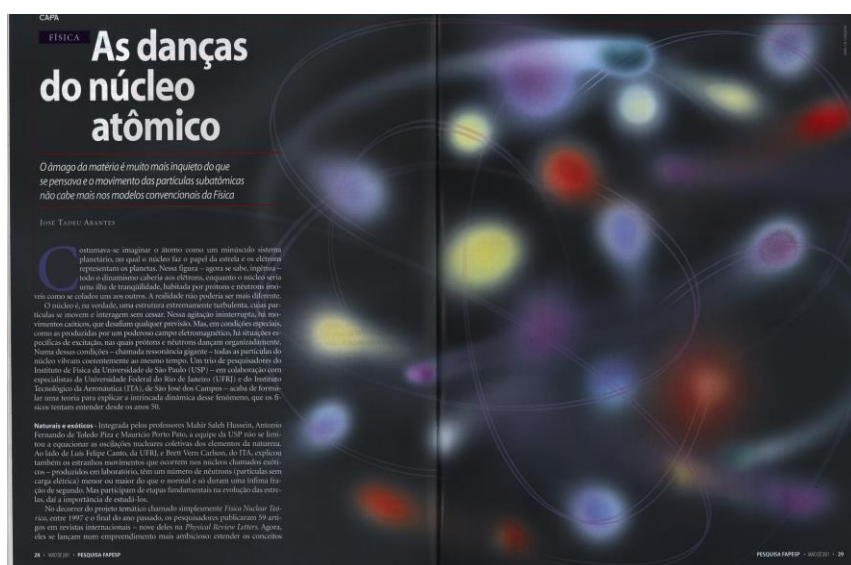 CAPA
FÍSICA
As danças
do núcleo
atômico
O âmago da matéria é muito mais inquieto do que
se pensava e o movimento das partículas subatômicas
não cabe mais nos modelos convencionais da Física
JOSÉ TADEU ARANTES
Costumava-se imaginar o átomo como um minúsculo sistema
planetário, no qual o núcleo faz o papel da estrela e os elétrons
representam os planetas. Nessa figura – agora se sabe, ingênua –
todo o dinamismo caberia aos elétrons, enquanto o núcleo seria
uma ilha de tranqüilidade, habitada por prótons e nêutrons imó-
veis como se colados uns aos outros. A realidade não poderia ser mais diferente.
O núcleo é, na verdade, uma estrutura extremamente turbulenta, cujas par-
tículas se movem e interagem sem cessar. Nessa agitação ininterrupta, há mo-
vimentos caóticos, que desafiam qualquer previsão. Mas, em condições especiais,
como as produzidas por um poderoso campo eletromagnético, há situações es-
pecíficas de excitação, nas quais prótons e nêutrons dançam organizadamente.
Numa dessas condições – chamada ressonância gigante – todas as partículas do
núcleo vibram coerentemente ao mesmo tempo. Um trio de pesquisadores do
Instituto de Física da Universidade de São Paulo (USP) – em colaboração com
especialistas da Universidade Federal do Rio de Janeiro (UFRJ) e do Instituto
Tecnológico da Aeronáutica (ITA), de São José dos Campos – acaba de formu-
lar uma teoria para explicar a intrincada dinâmica desse fenômeno, que os fí-
sicos tentam entender desde os anos 50.
Naturais e exóticos - Integrada pelos professores Mahir Saleh Hussein, Antonio
Fernando de Toledo Piza e Mauricio Porto Pato, a equipe da USP não se limi-
tou a equacionar as oscilações nucleares coletivas dos elementos da natureza.
Ao lado de Luis Felipe Canto, da UFRJ, e Brett Vern Carlson, do ITA, explicou
também os estranhos movimentos que ocorrem nos núcleos chamados exóti-
cos – produzidos em laboratório, têm um número de nêutrons (partículas sem
carga elétrica) menor ou maior do que o normal e só duram uma ínfima fra-
ção de segundo. Mas participam de etapas fundamentais na evolução das estre-
las, daí a importância de estudá-los.
No decorrer do projeto temático chamado simplesmente Física Nuclear Teó-
rica, entre 1997 e o final do ano passado, os pesquisadores publicaram 59 arti-
gos em revistas internacionais – nove deles na Physical Review Letters. Agora,
eles se lançam num empreendimento mais ambicioso: estender os conceitos
28 • MAIO DE 2001 • PESQUISA FAPESP
PESQUISA FAPESP • MAIO DE 2001 • 29